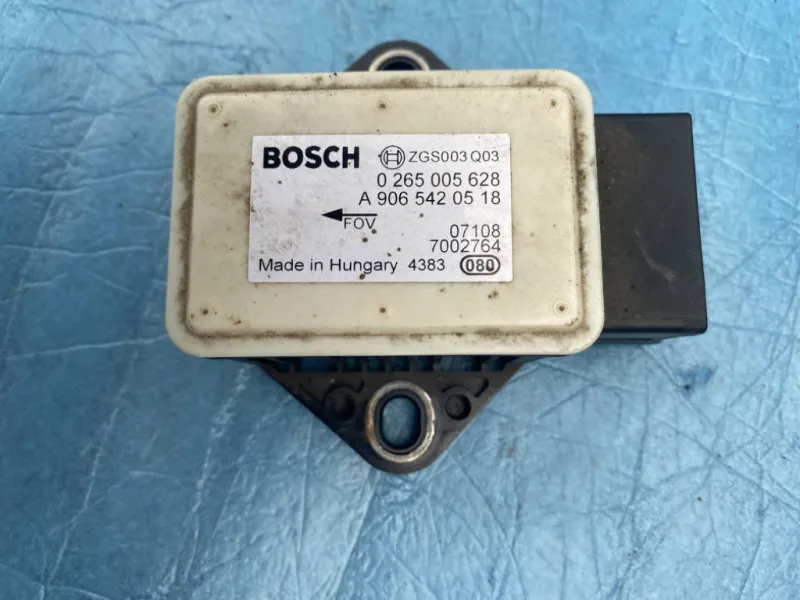 BOSCH ZGS003 Q03
0 265 005 628
A 906 542 05 18
FOV
07108
7002764
Made in Hungary 4383 080